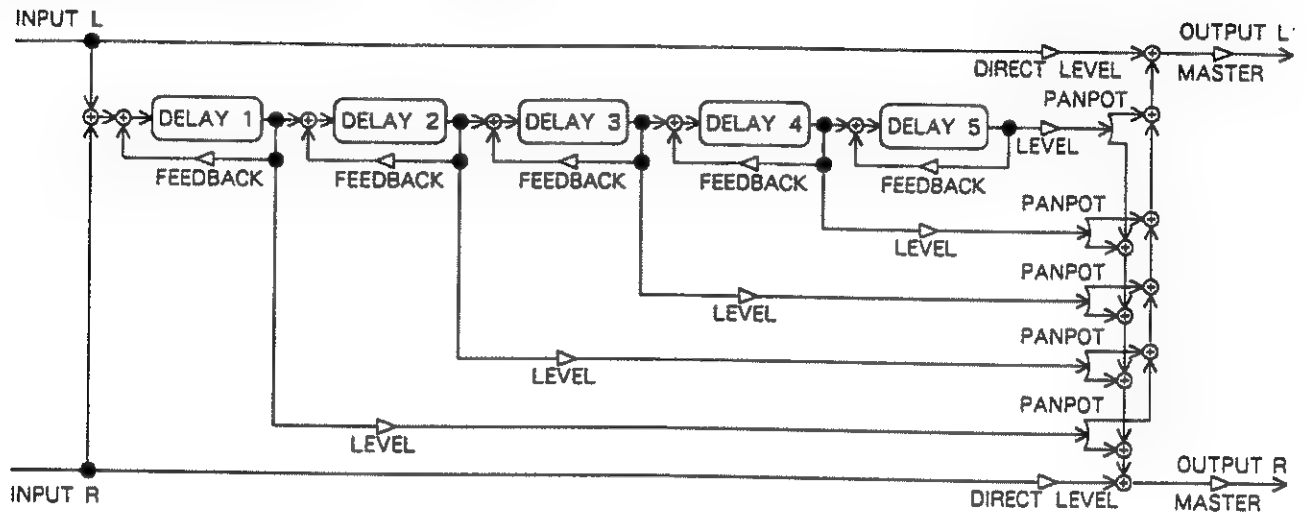 INPUT L
OUTPUT L
DIRECT LEVEL
MASTER
PANPOT
DELAY 1
DELAY 2
DELAY 3
DELAY 4
DELAY 5
LEVEL
FEEDBACK
FEEDBACK
FEEDBACK
FEEDBACK
FEEDBACK
PANPOT
LEVEL
PANPOT
LEVEL
PANPOT
LEVEL
PANPOT
LEVEL
OUTPUT R
INPUT R
DIRECT LEVEL
MASTER